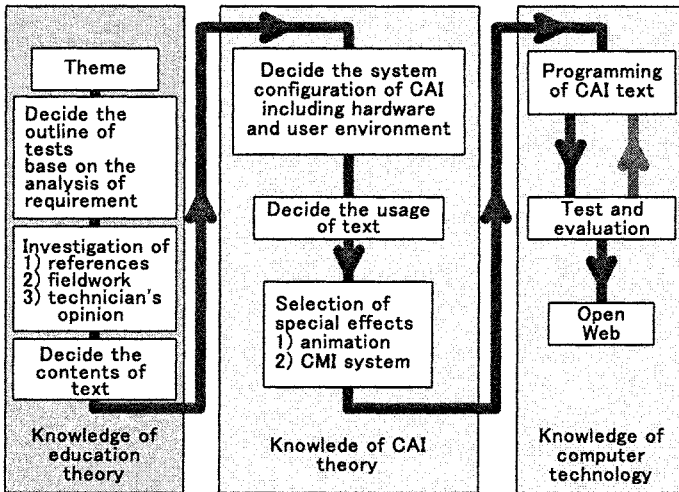 Theme
Decide the
outline of
tests
base on the
analysis of
requirement
Investigation of
1) references
2) fieldwork
3) technician's
opinion
Decide the
contents of
text
Knowledge of
education
theory
Decide the system
configuration of CAI
including hardware
and user environment
Decide the usage
of text
Selection of
special effects
1) animation
2) CMI system
Knowlede of CAI
theory
Programming
of CAI text
Test and
evaluation
Open
Web
Knowledge of
computer
technology